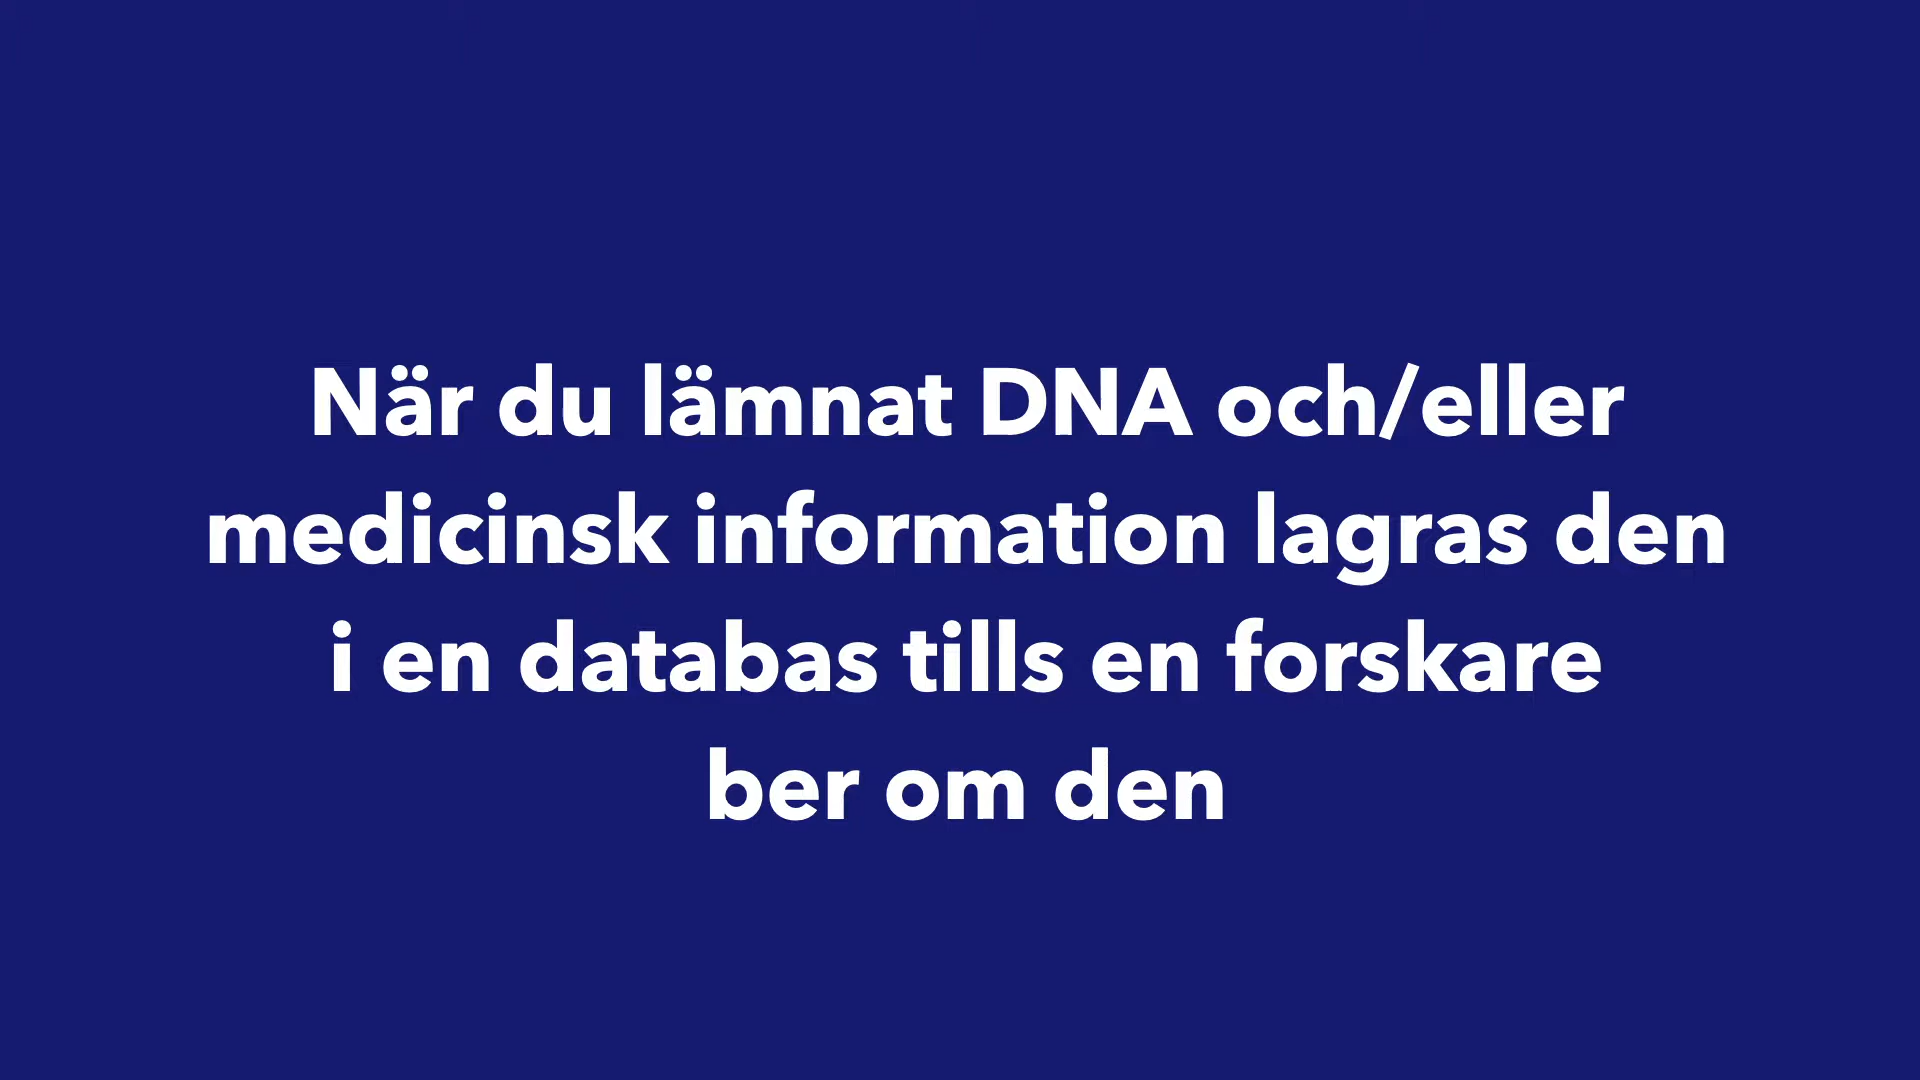 När du lämnat DNA och/eller
medicinsk information lagras den
i en databas tills en forskare
ber om den